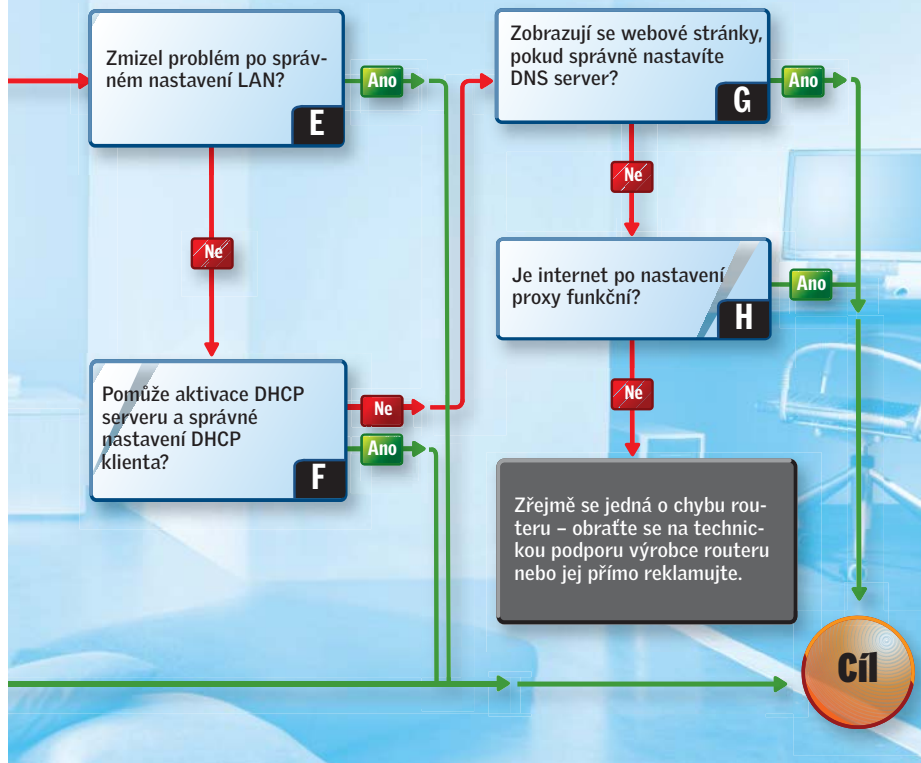 Zmizel problém po správ-
ném nastavení LAN?
Ano
E
Ne
Pomůže aktivace DHCP
serveru a správné
nastavení DHCP
klienta?
Ne
Ano
F
Zobrazují se webové stránky,
pokud správně nastavíte
DNS server?
Ano
G
Ne
Je internet po nastavení
proxy funkční?
Ano
H
Ne
Zřejmě se jedná o chybu rou-
teru – obraťte se na technic-
kou podporu výrobce routeru
nebo jej přímo reklamujte.
Cíl